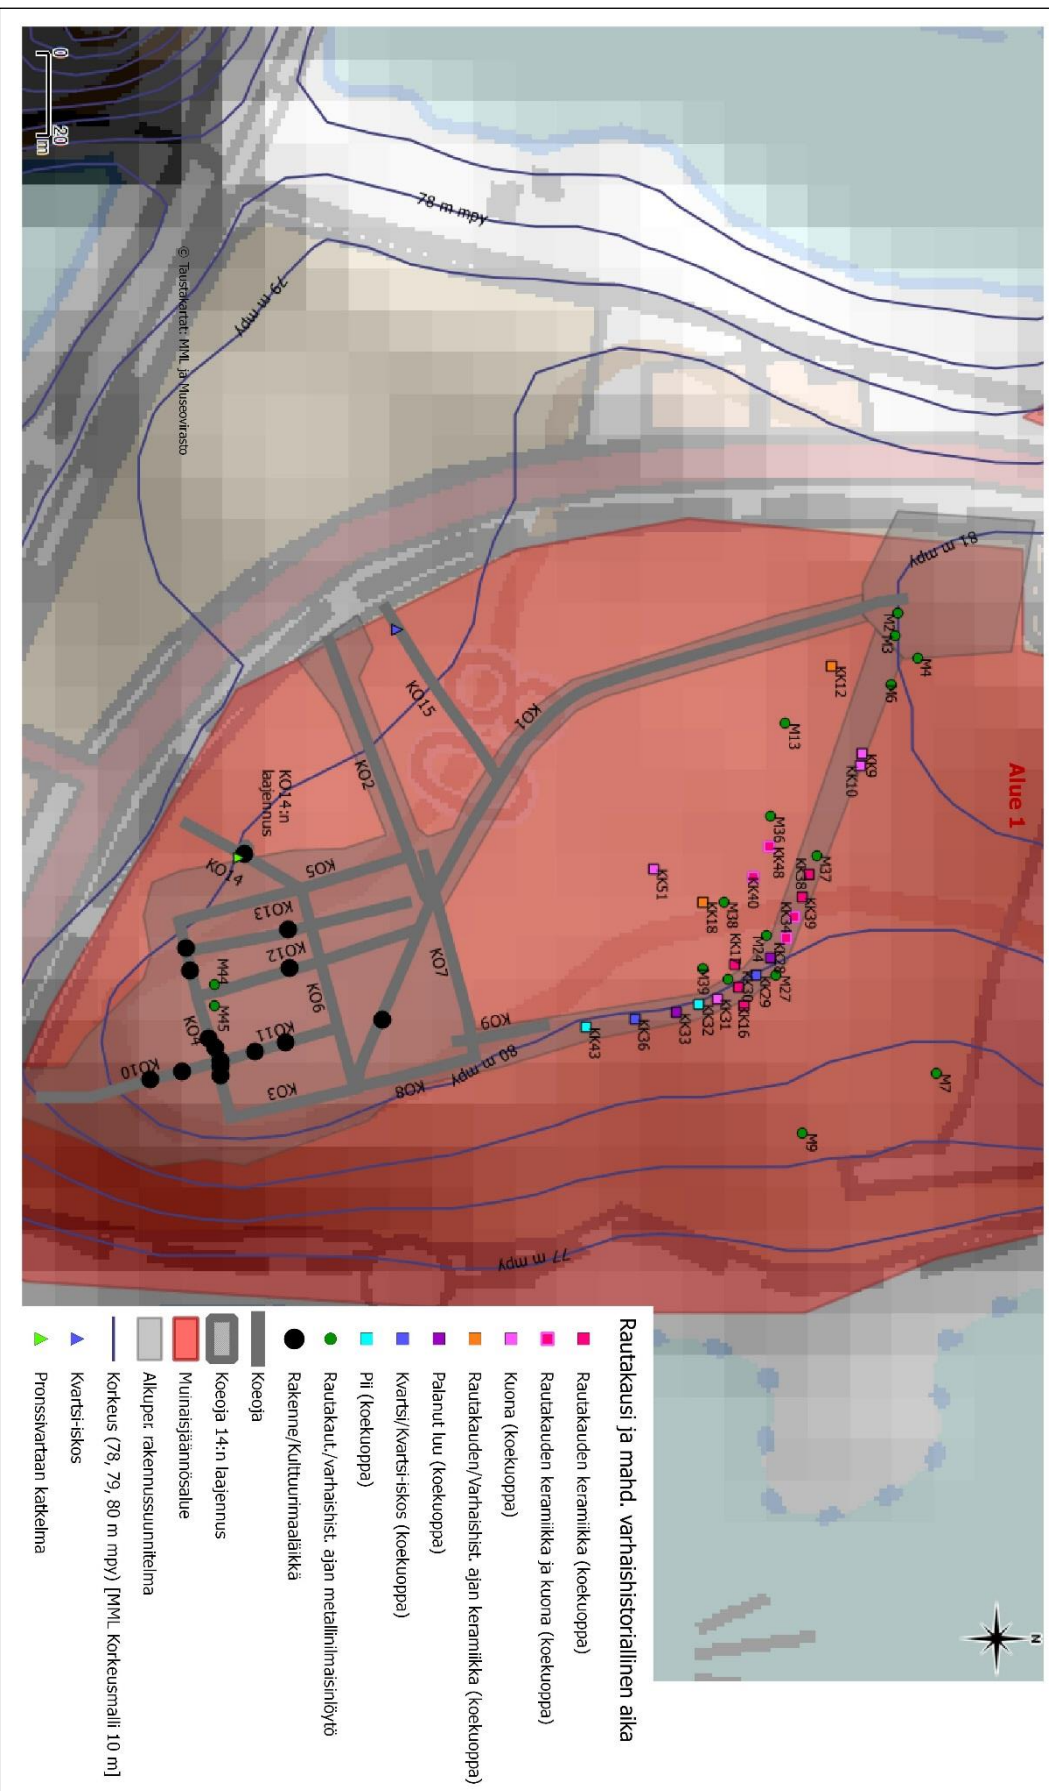 Rautakausi ja mahd. varhaishistoriallinen aika
Rautakauden keramiikka (koekuoppa)
Rautakauden keramiikka ja kuona (koekuoppa)
Kuona (koekuoppa)
Rautakauden/Varhaishist. ajan keramiikka (koekuoppa)
Palanut luu (koekuoppa)
Kvartsi/Kvartsi-iskos (koekuoppa)
Pii (koekuoppa)
Rautakaut./varhaishist. ajan metallinilmaisinlöytö
Rakenne/Kulttuurimaaläikkä
Koeoja
Koeoja 14:n laajennus
Muinaisjäännösalue
Alkuper. rakennussuunnitelma
Korkeus (78, 79, 80 m mpy) [MML Korkeusmalli 10 m]
Kvartsi-iskos
Pronssivartaan katkelma
N
Alue 1
81 m mpy
M2
M3
M4
M6
KK12
M13
KK9
KK10
M36
KK48
M37
KK38
KK39
KK40
KK34
KK51
KK18
M38
M24
KK17
KK28
M27
KK29
M39
KK30
KK16
KK31
KK32
KK33
KK36
KK43
M7
M9
KO1
KO15
KO2
KO7
KO9
KO8
KO5
KO14:n
laajennus
KO14
KO13
KO12
KO6
M44
M45
KO4
KO11
KO10
KO3
80 m mpy
77 m mpy
78 m mpy
79 m mpy
0 20
m
© Taustakartat: MML ja Museovirasto